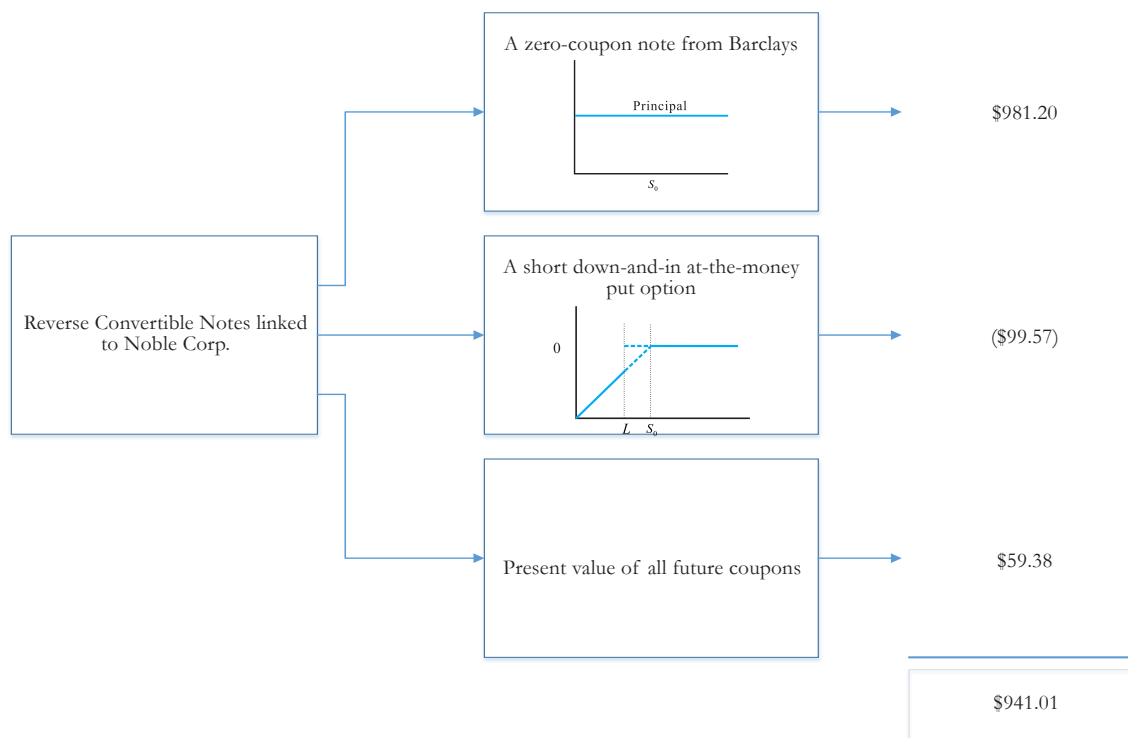 A zero-coupon note from Barclays
Principal
S₀
$981.20
Reverse Convertible Notes linked
to Noble Corp.
A short down-and-in at-the-money
put option
0
L S₀
($99.57)
Present value of all future coupons
$59.38
$941.01